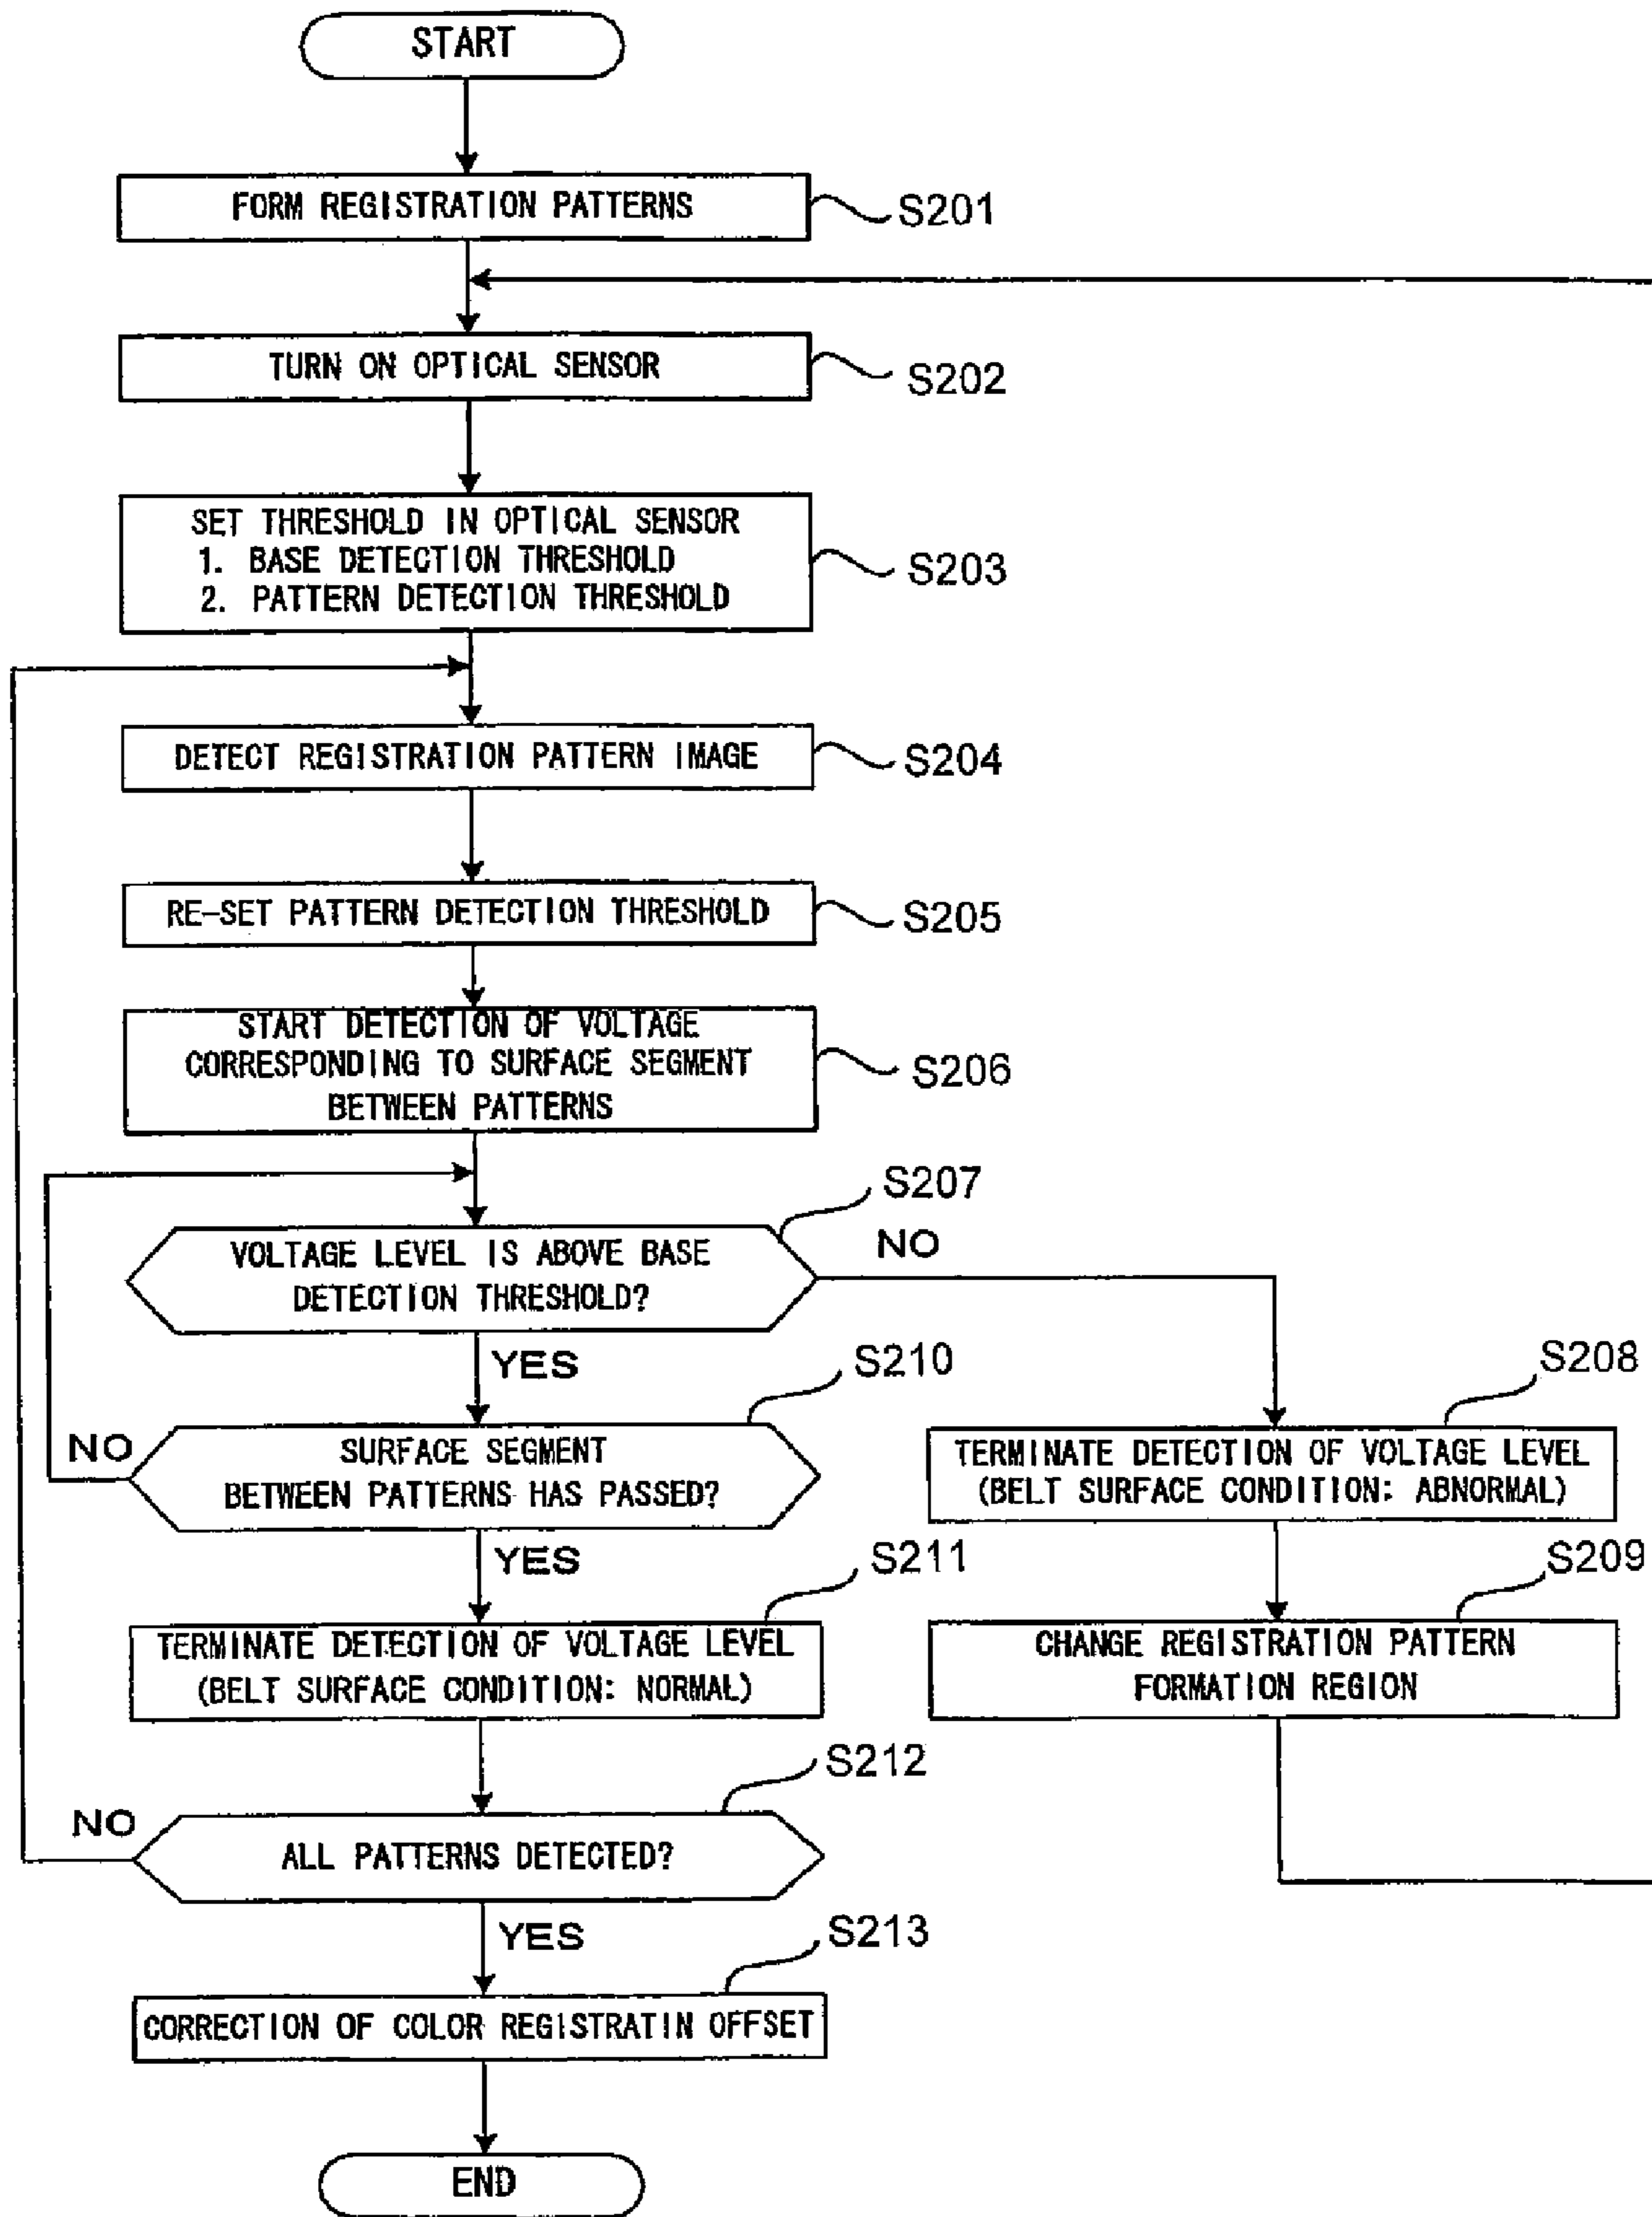 START
FORM REGISTRATION PATTERNS
S201
TURN ON OPTICAL SENSOR
S202
SET THRESHOLD IN OPTICAL SENSOR
1. BASE DETECTION THRESHOLD
2. PATTERN DETECTION THRESHOLD
S203
DETECT REGISTRATION PATTERN IMAGE
S204
RE-SET PATTERN DETECTION THRESHOLD
S205
START DETECTION OF VOLTAGE
CORRESPONDING TO SURFACE SEGMENT
BETWEEN PATTERNS
S206
S207
VOLTAGE LEVEL IS ABOVE BASE
DETECTION THRESHOLD?
NO
YES
S210
SURFACE SEGMENT
BETWEEN PATTERNS HAS PASSED?
NO
YES
S208
TERMINATE DETECTION OF VOLTAGE LEVEL
(BELT SURFACE CONDITION: ABNORMAL)
S209
CHANGE REGISTRATION PATTERN
FORMATION REGION
S211
TERMINATE DETECTION OF VOLTAGE LEVEL
(BELT SURFACE CONDITION: NORMAL)
S212
ALL PATTERNS DETECTED?
NO
YES
S213
CORRECTION OF COLOR REGISTRATIN OFFSET
END